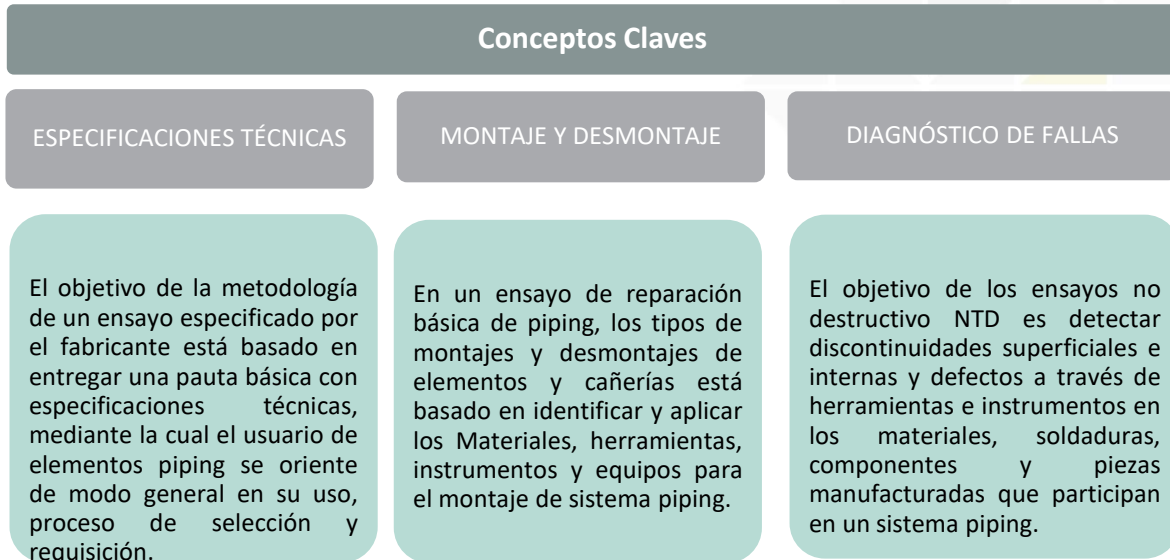 Conceptos Claves
ESPECIFICACIONES TÉCNICAS
MONTAJE Y DESMONTAJE
DIAGNÓSTICO DE FALLAS
El objetivo de la metodología
de un ensayo especificado por
el fabricante está basado en
entregar una pauta básica con
especificaciones técnicas,
mediante la cual el usuario de
elementos piping se oriente
de modo general en su uso,
proceso de selección y
requisición.
En un ensayo de reparación
básica de piping, los tipos de
montajes y desmontajes de
elementos y cañerías está
basado en identificar y aplicar
los Materiales, herramientas,
instrumentos y equipos para
el montaje de sistema piping.
El objetivo de los ensayos no
destructivo NTD es detectar
discontinuidades superficiales e
internas y defectos a través de
herramientas e instrumentos en
los materiales, soldaduras,
componentes y piezas
manufacturadas que participan
en un sistema piping.